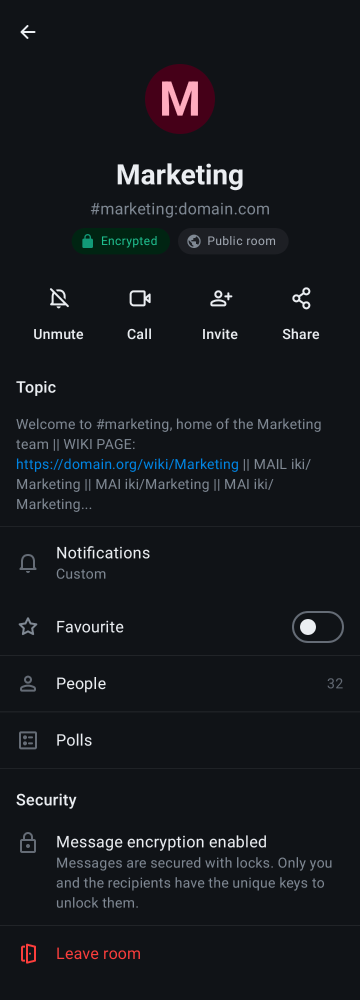 M
Marketing
#marketing:domain.com
Encrypted
Public room
Unmute
Call
Invite
Share
Topic
Welcome to #marketing, home of the Marketing
team || WIKI PAGE:
https://domain.org/wiki/Marketing || MAIL iki/
Marketing || MAI iki/Marketing || MAI iki/
Marketing...
Notifications
Custom
Favourite
People
32
Polls
Security
Message encryption enabled
Messages are secured with locks. Only you
and the recipients have the unique keys to
unlock them.
Leave room